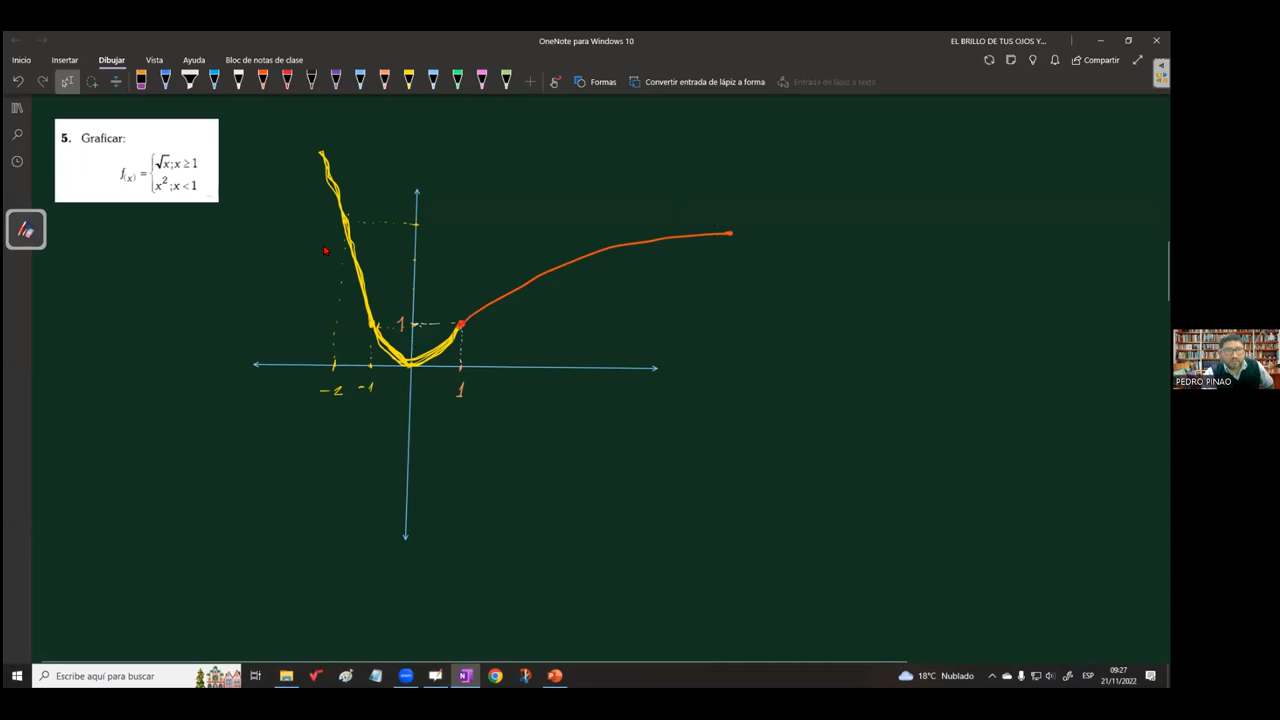 OneNote para Windows 10
EL BRILLO DE TUS OJOS Y...
Inicio
Insertar
Dibujar
Vista
Ayuda
Bloc de notas de clase
Compartir
Formas
Convertir entrada de lápiz a forma
Entrada de lápiz a texto
5. Graficar:
f(x) = { √x; x ≥ 1
x²; x < 1
1
-2 -1 1
PEDRO PINAO
Escribe aquí para buscar
18°C Nublado
ESP
09:27
21/11/2022